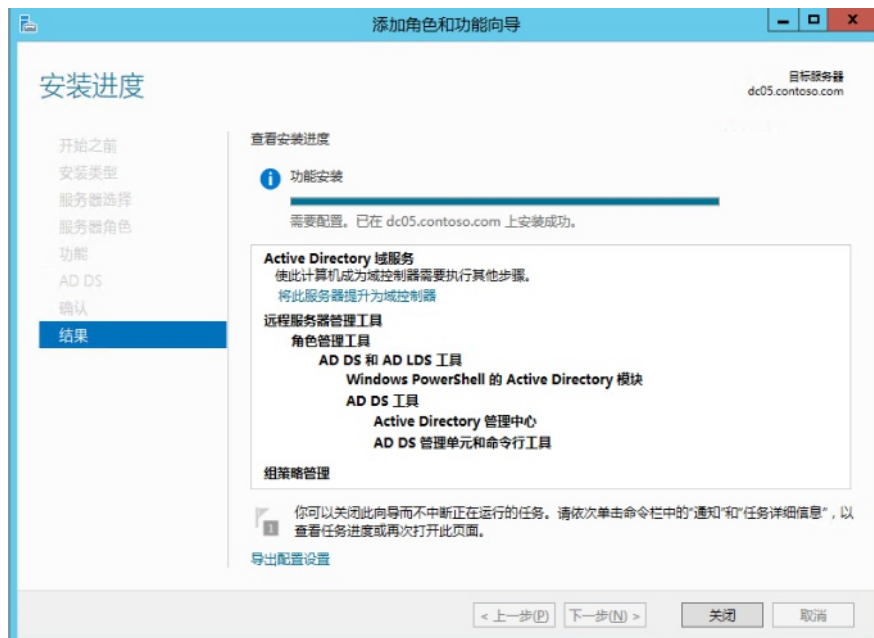 添加角色和功能向导
安装进度
目标服务器
dc05.contoso.com
开始之前
安装类型
服务器选择
服务器角色
功能
AD DS
确认
结果
查看安装进度
功能安装
需要配置。已在 dc05.contoso.com 上安装成功。
Active Directory 域服务
使此计算机成为域控制器需要执行其他步骤。
将此服务器提升为域控制器
远程服务器管理工具
角色管理工具
AD DS 和 AD LDS 工具
Windows PowerShell 的 Active Directory 模块
AD DS 工具
Active Directory 管理中心
AD DS 管理单元和命令行工具
组策略管理
1
你可以关闭此向导而不中断正在运行的任务。请依次单击命令栏中的"通知"和"任务详细信息"，以
查看任务进度或再次打开此页面。
导出配置设置
< 上一步(P)
下一步(N) >
关闭
取消